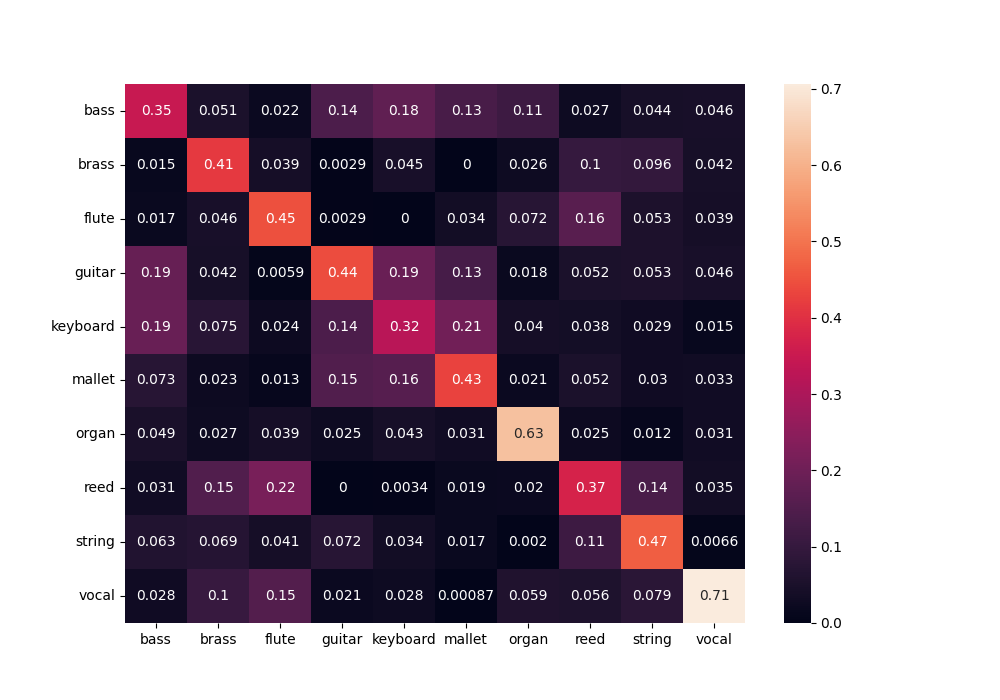 bass 0.35 0.051 0.022 0.14 0.18 0.13 0.11 0.027 0.044 0.046
brass 0.015 0.41 0.039 0.0029 0.045 0 0.026 0.1 0.096 0.042
flute 0.017 0.046 0.45 0.0029 0 0.034 0.072 0.16 0.053 0.039
guitar 0.19 0.042 0.0059 0.44 0.19 0.13 0.018 0.052 0.053 0.046
keyboard 0.19 0.075 0.024 0.14 0.32 0.21 0.04 0.038 0.029 0.015
mallet 0.073 0.023 0.013 0.15 0.16 0.43 0.021 0.052 0.03 0.033
organ 0.049 0.027 0.039 0.025 0.043 0.031 0.63 0.025 0.012 0.031
reed 0.031 0.15 0.22 0 0.0034 0.019 0.02 0.37 0.14 0.035
string 0.063 0.069 0.041 0.072 0.034 0.017 0.002 0.11 0.47 0.0066
vocal 0.028 0.1 0.15 0.021 0.028 0.00087 0.059 0.056 0.079 0.71
bass brass flute guitar keyboard mallet organ reed string vocal
0.7
0.6
0.5
0.4
0.3
0.2
0.1
0.0